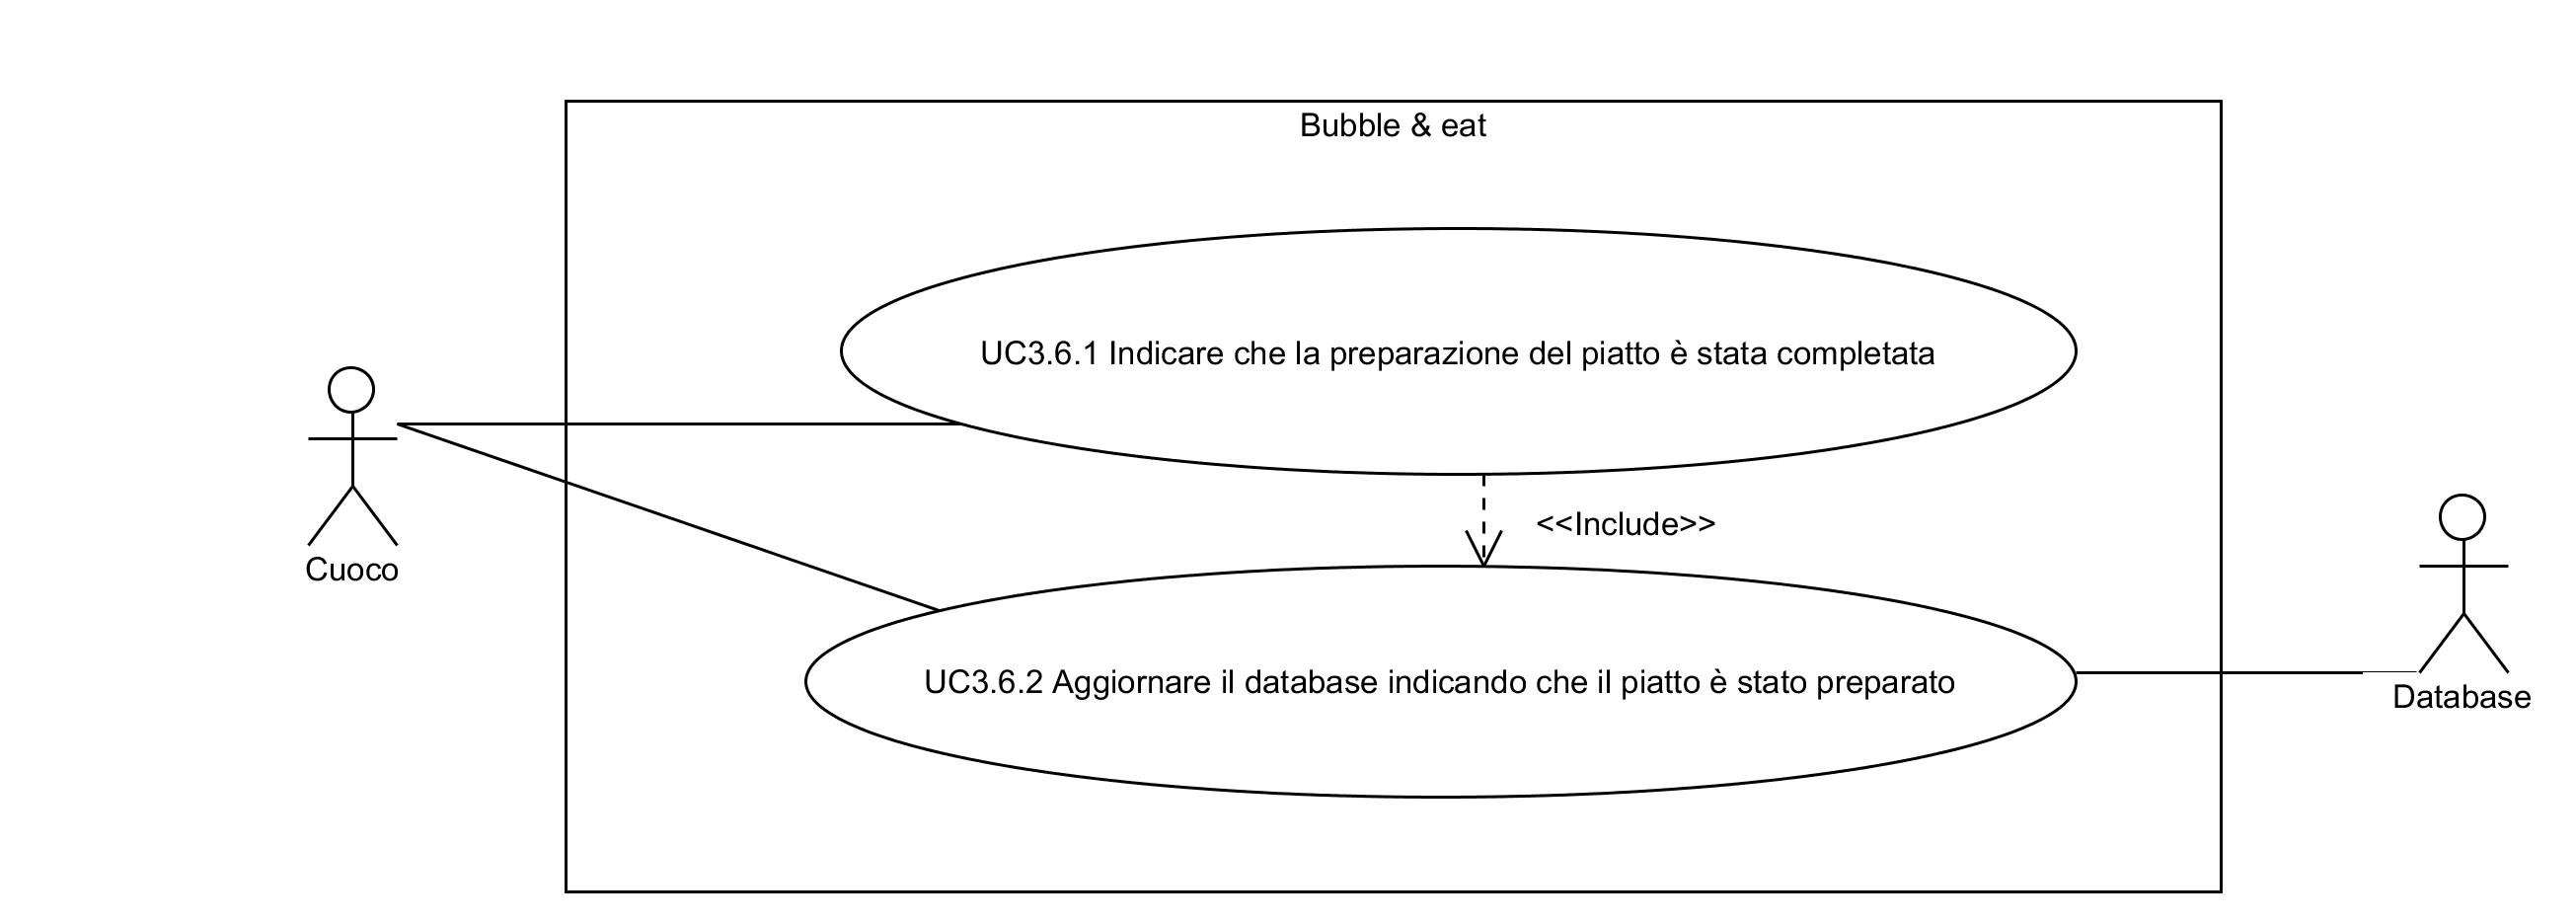 Bubble & eat
UC3.6.1 Indicare che la preparazione del piatto è stata completata
<<Include>>
Cuoco
UC3.6.2 Aggiornare il database indicando che il piatto è stato preparato
Database